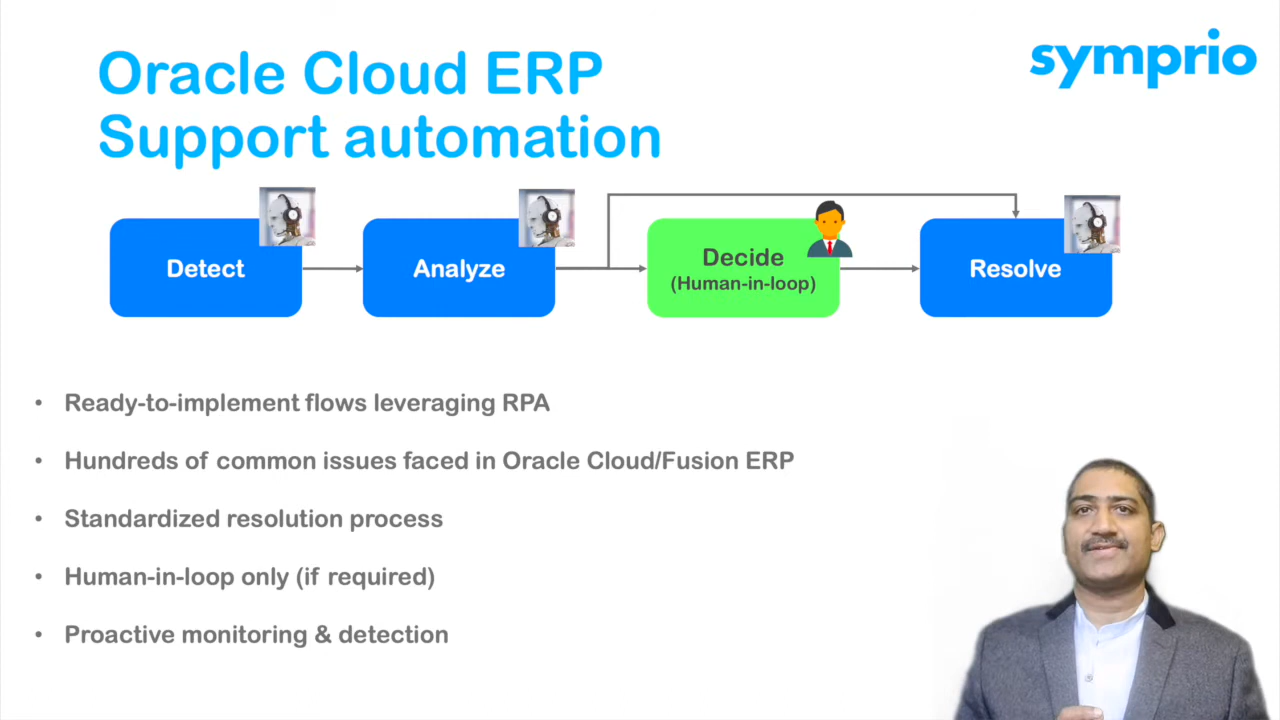 Oracle Cloud ERP
Support automation
symprio
Detect
Analyze
Decide
(Human-in-loop)
Resolve
• Ready-to-implement flows leveraging RPA
• Hundreds of common issues faced in Oracle Cloud/Fusion ERP
• Standardized resolution process
• Human-in-loop only (if required)
• Proactive monitoring & detection